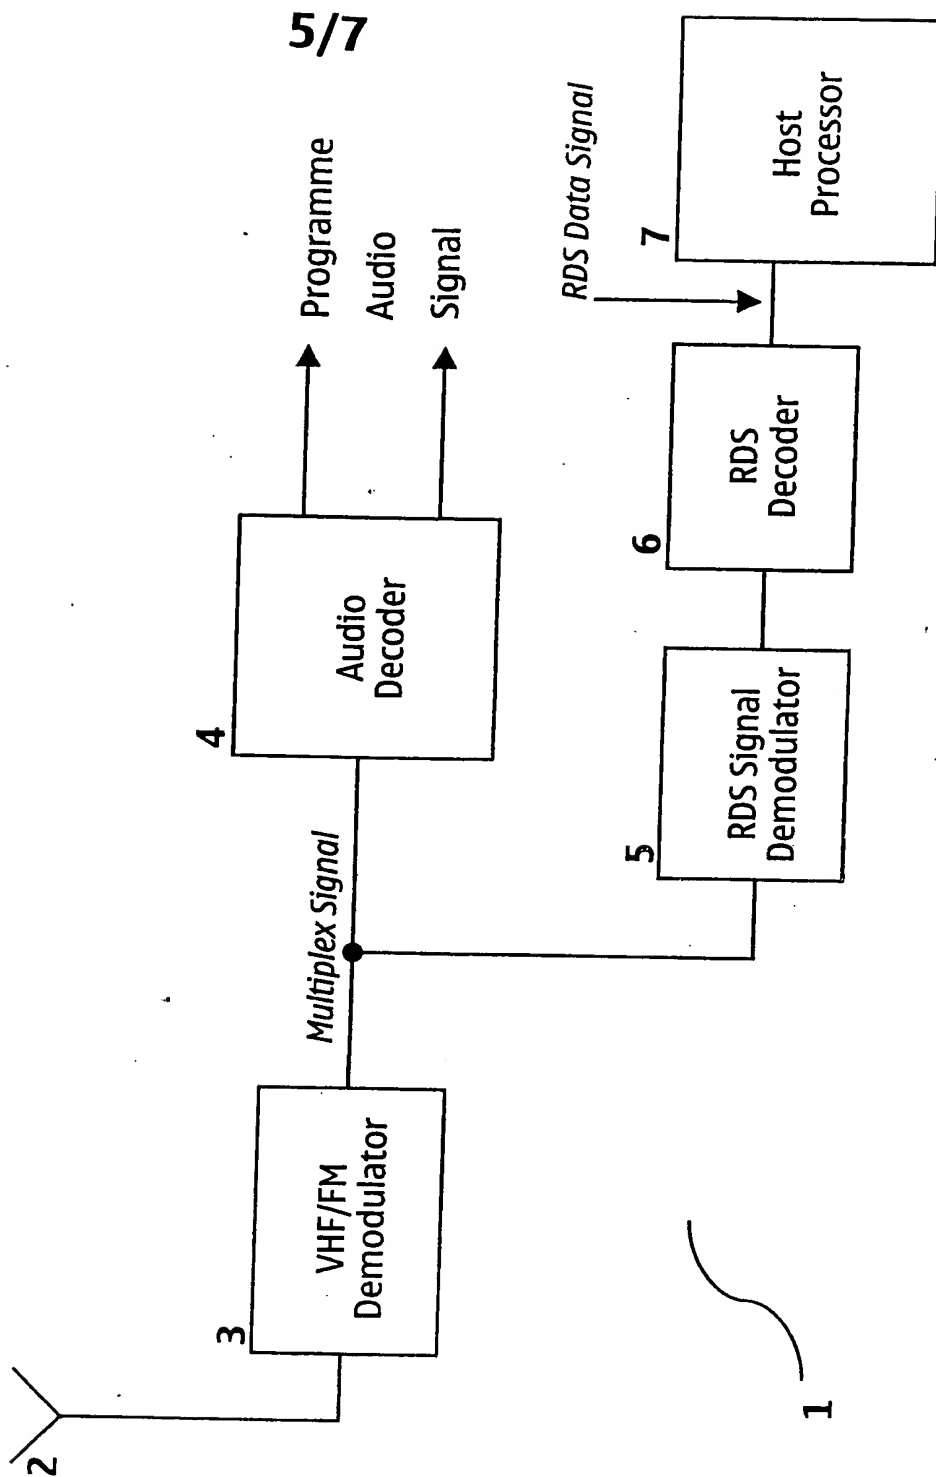 5/7
2
3
VHF/FM
Demodulator
Multiplex Signal
4
Audio
Decoder
Programme
Audio
Signal
5
RDS Signal
Demodulator
6
RDS
Decoder
RDS Data Signal
7
Host
Processor
1